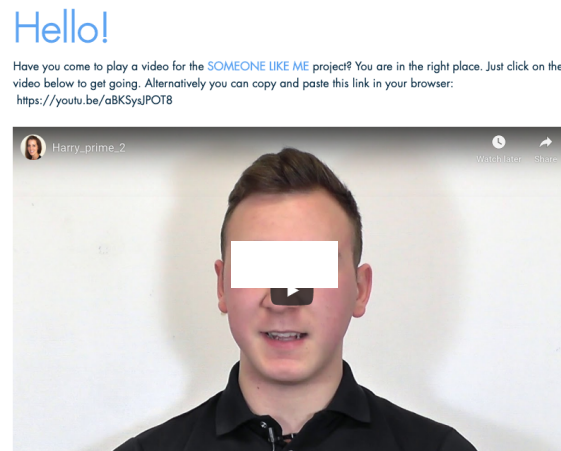 Hello!
Have you come to play a video for the SOMEONE LIKE ME project? You are in the right place. Just click on the
video below to get going. Alternatively you can copy and paste this link in your browser:
https://youtu.be/aBKSysJPOT8
Harry_prime_2
Watch later
Share